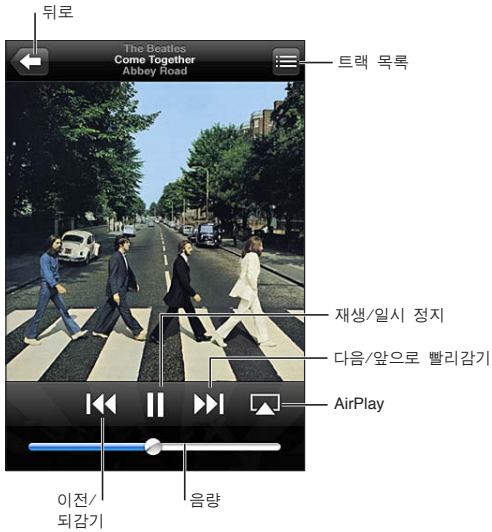 뒤로
The Beatles
Come Together
Abbey Road
트랙 목록
재생/일시 정지
다음/앞으로 빨리감기
AirPlay
이전/
되감기
음량